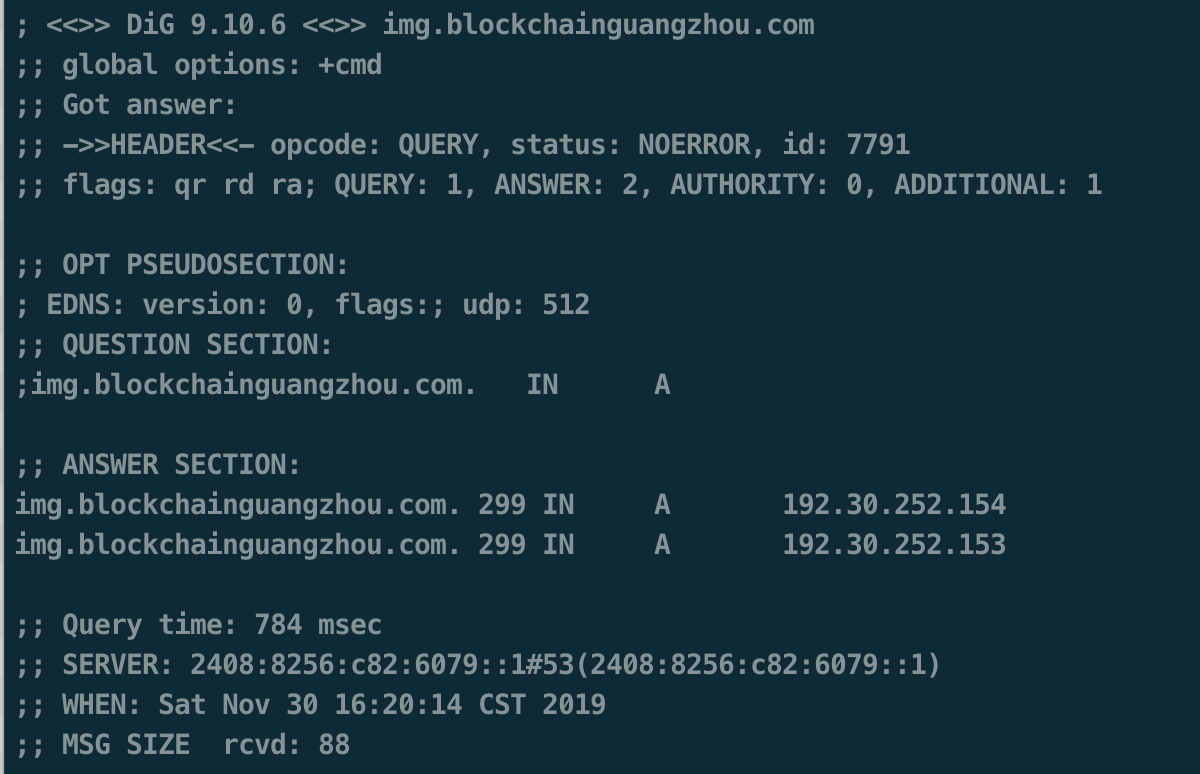 ; <<>> DiG 9.10.6 <<>> img.blockchainguangzhou.com
;; global options: +cmd
;; Got answer:
;; ->>HEADER<<- opcode: QUERY, status: NOERROR, id: 7791
;; flags: qr rd ra; QUERY: 1, ANSWER: 2, AUTHORITY: 0, ADDITIONAL: 1
;; OPT PSEUDOSECTION:
; EDNS: version: 0, flags:; udp: 512
;; QUESTION SECTION:
;img.blockchainguangzhou.com.   IN      A
;; ANSWER SECTION:
img.blockchainguangzhou.com. 299 IN     A       192.30.252.154
img.blockchainguangzhou.com. 299 IN     A       192.30.252.153
;; Query time: 784 msec
;; SERVER: 2408:8256:c82:6079::1#53(2408:8256:c82:6079::1)
;; WHEN: Sat Nov 30 16:20:14 CST 2019
;; MSG SIZE  rcvd: 88